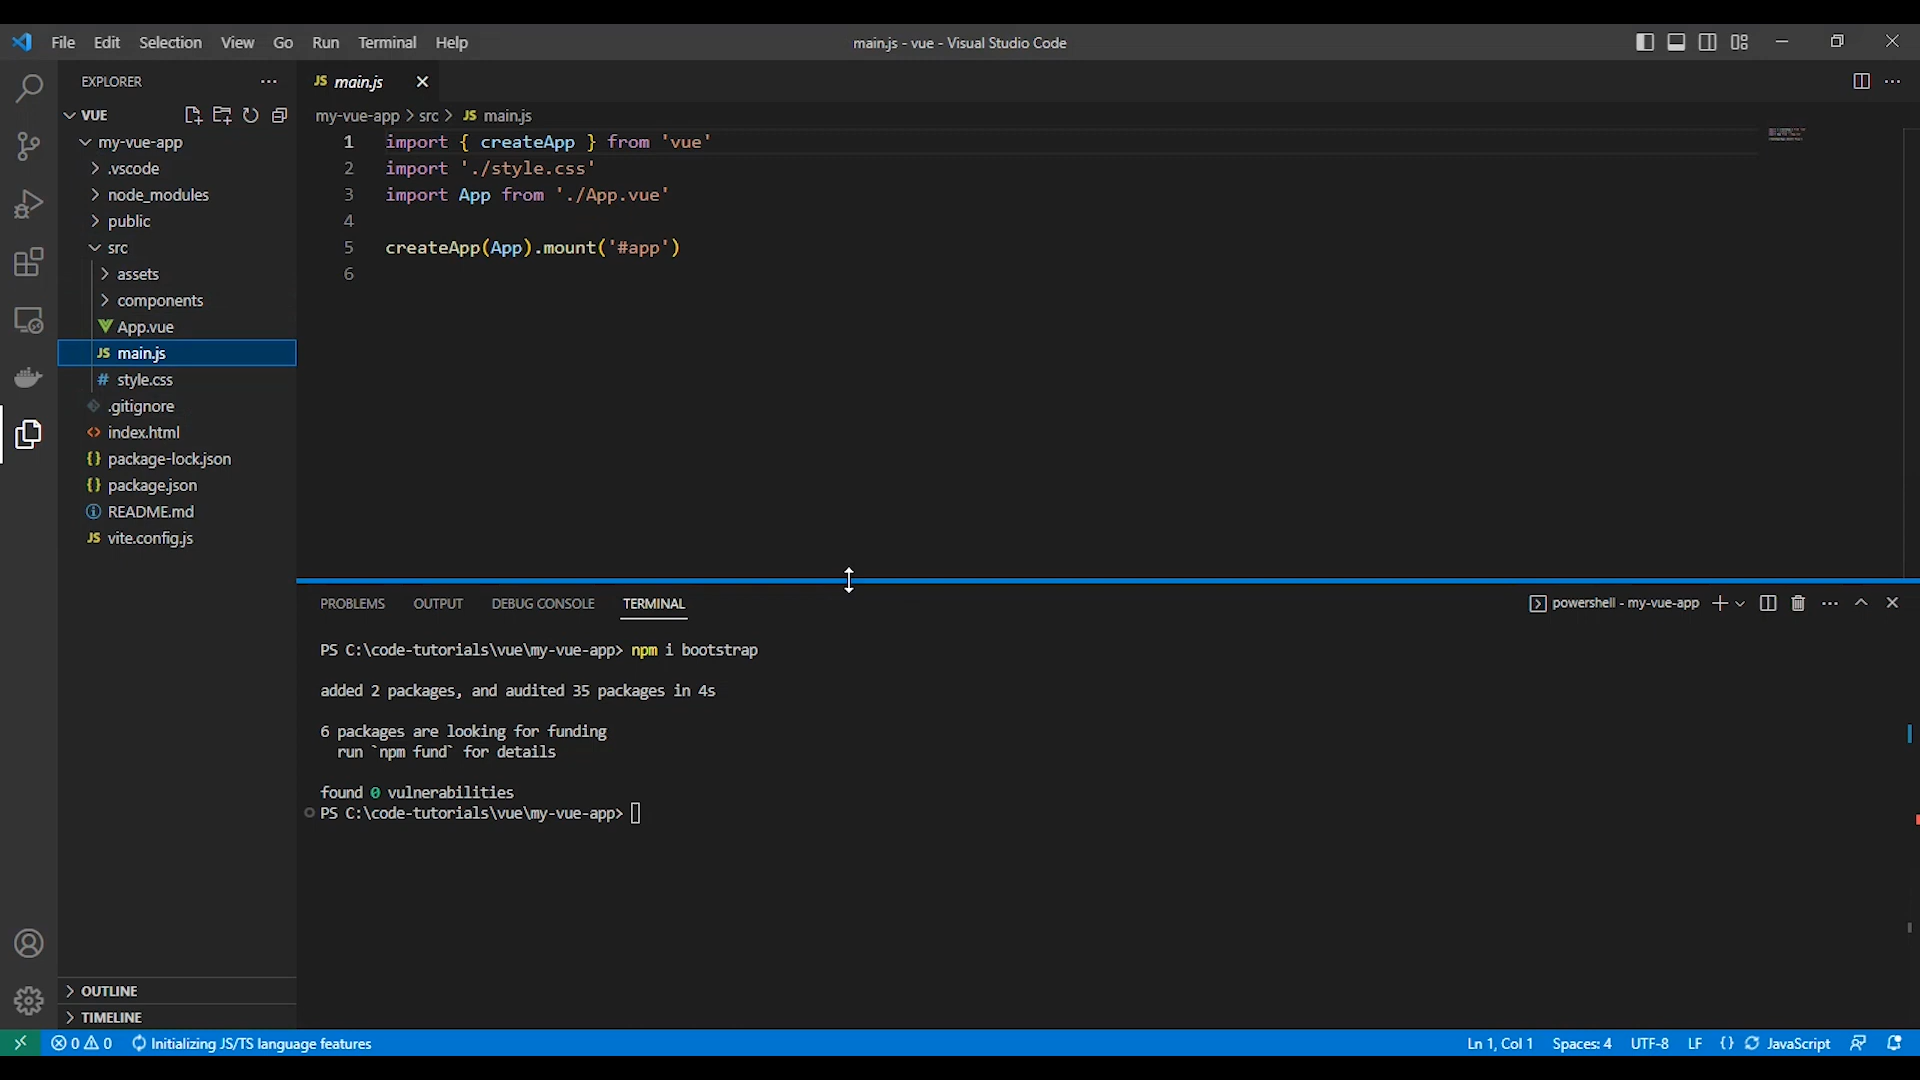 File Edit Selection View Go Run Terminal Help
main.js - vue - Visual Studio Code
EXPLORER
VUE
my-vue-app
.vscode
node_modules
public
src
assets
components
App.vue
JS main.js
# style.css
.gitignore
<> index.html
{} package-lock.json
{} package.json
README.md
JS vite.config.js
OUTLINE
TIMELINE
JS main.js
my-vue-app > src > JS main.js
1 import { createApp } from 'vue'
2 import './style.css'
3 import App from './App.vue'
4
5 createApp(App).mount('#app')
6
PROBLEMS OUTPUT DEBUG CONSOLE TERMINAL
powershell - my-vue-app
PS C:\code-tutorials\vue\my-vue-app> npm i bootstrap
added 2 packages, and audited 35 packages in 4s
6 packages are looking for funding
run `npm fund` for details
found 0 vulnerabilities
PS C:\code-tutorials\vue\my-vue-app>
0 0 Initializing JS/TS language features
Ln 1, Col 1 Spaces: 4 UTF-8 LF {} JavaScript